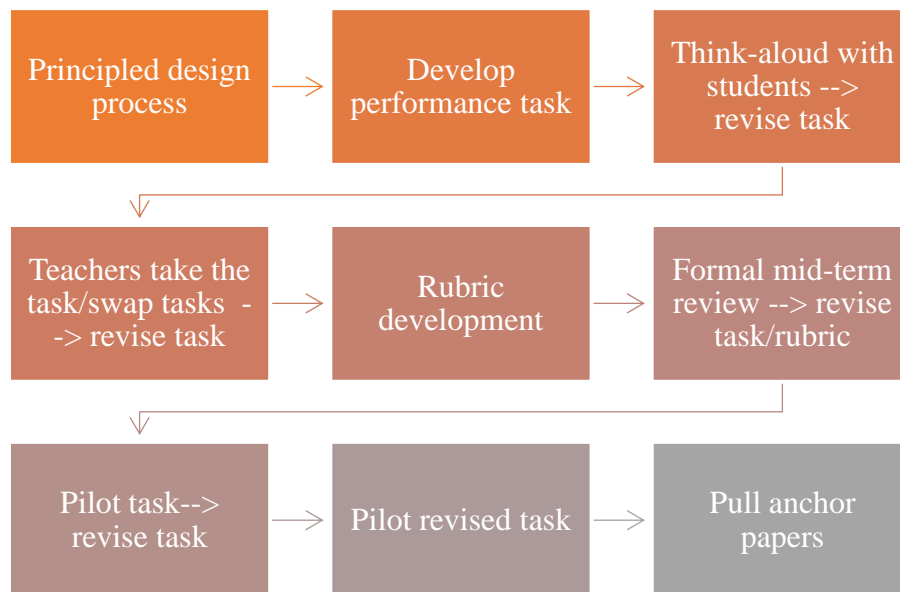 Principled design
process
Develop
performance task
Think-aloud with
students -->
revise task
Teachers take the
task/swap tasks -
-> revise task
Rubric
development
Formal mid-term
review --> revise
task/rubric
Pilot task-->
revise task
Pilot revised task
Pull anchor
papers